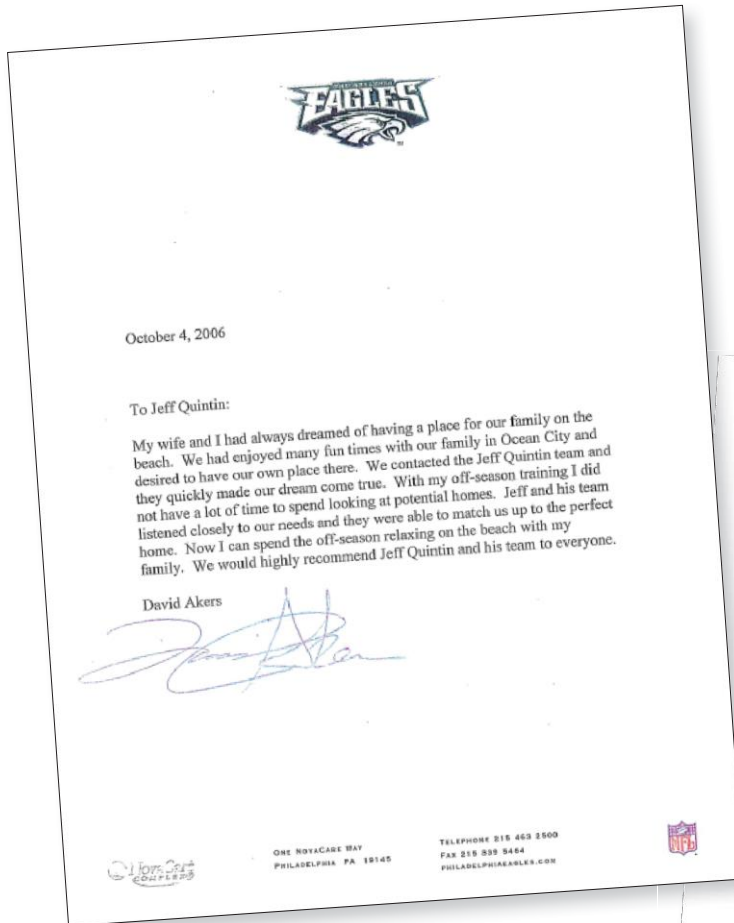 EAGLES
October 4, 2006
To Jeff Quintin:
My wife and I had always dreamed of having a place for our family on the
beach. We had enjoyed many fun times with our family in Ocean City and
desired to have our own place there. We contacted the Jeff Quintin team and
they quickly made our dream come true. With my off-season training I did
not have a lot of time to spend looking at potential homes. Jeff and his team
listened closely to our needs and they were able to match us up to the perfect
home. Now I can spend the off-season relaxing on the beach with my
family. We would highly recommend Jeff Quintin and his team to everyone.
David Akers
NovaCare
COMPLEX
ONE NOVACARE WAY
PHILADELPHIA PA 19145
TELEPHONE 215 463 2500
FAX 215 339 5464
PHILADELPHIAEAGLES.COM
NFL